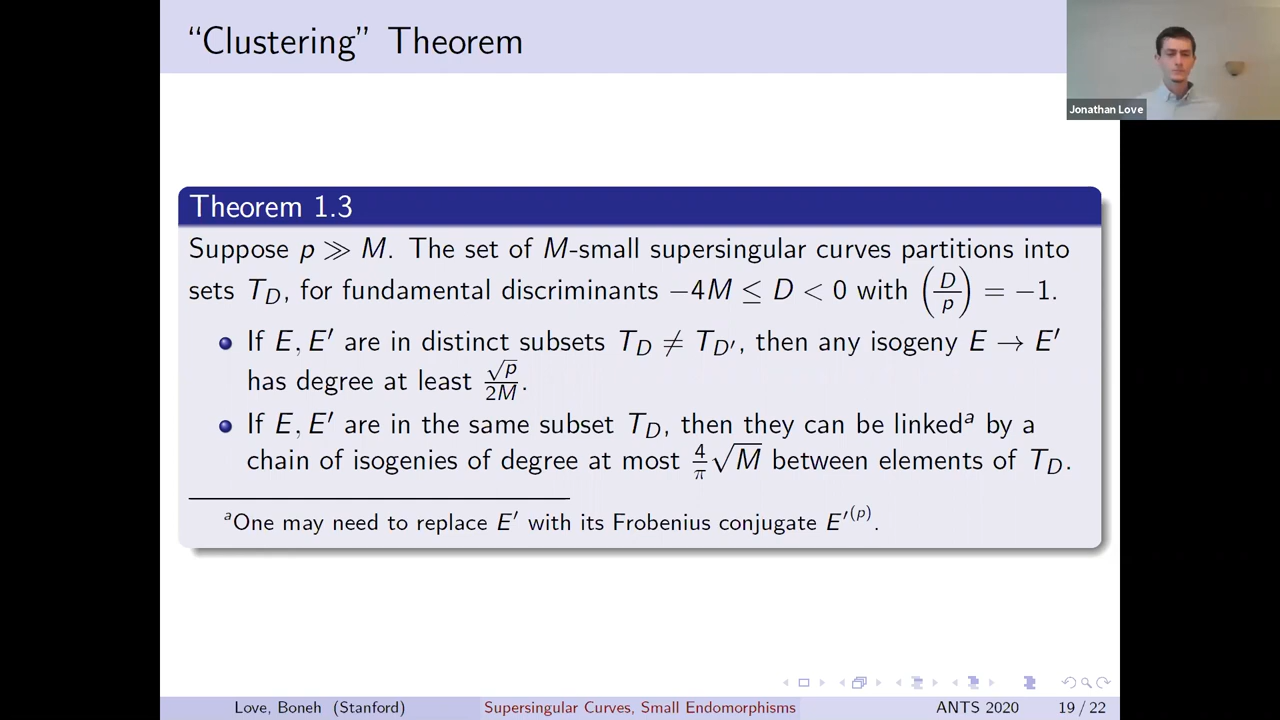 “Clustering” Theorem
Jonathan Love
Theorem 1.3
Suppose p ≫ M. The set of M-small supersingular curves partitions into
sets T_D, for fundamental discriminants −4M ≤ D < 0 with (D/p) = −1.
If E, E′ are in distinct subsets T_D ≠ T_D′, then any isogeny E → E′
has degree at least √p/2M.
If E, E′ are in the same subset T_D, then they can be linked^a by a
chain of isogenies of degree at most 4/π √M between elements of T_D.
^a One may need to replace E′ with its Frobenius conjugate E′^(p).
Love, Boneh (Stanford) Supersingular Curves, Small Endomorphisms ANTS 2020 19 / 22